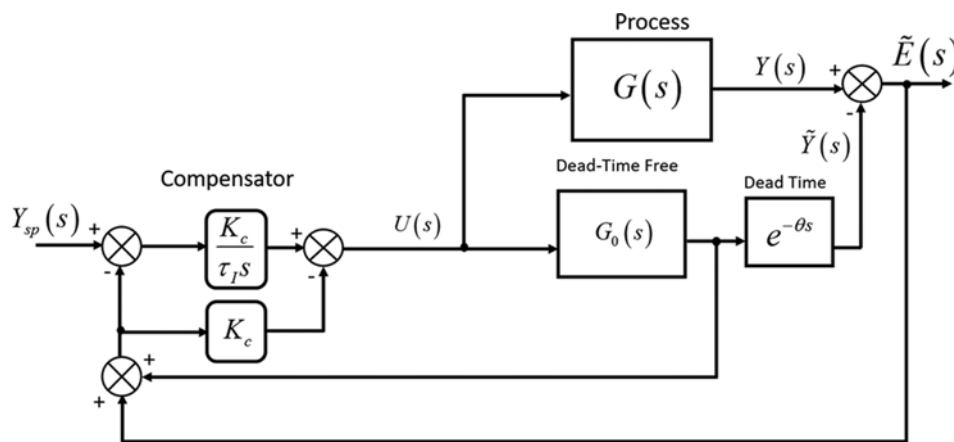 Process
Ẽ(s)
Y(s)
+
G(s)
-
Ỹ(s)
Dead-Time Free
Dead Time
Compensator
Y_sp(s)
+
K_c / τ_I s
+
U(s)
G_0(s)
e^{-θs}
-
-
K_c
+
+